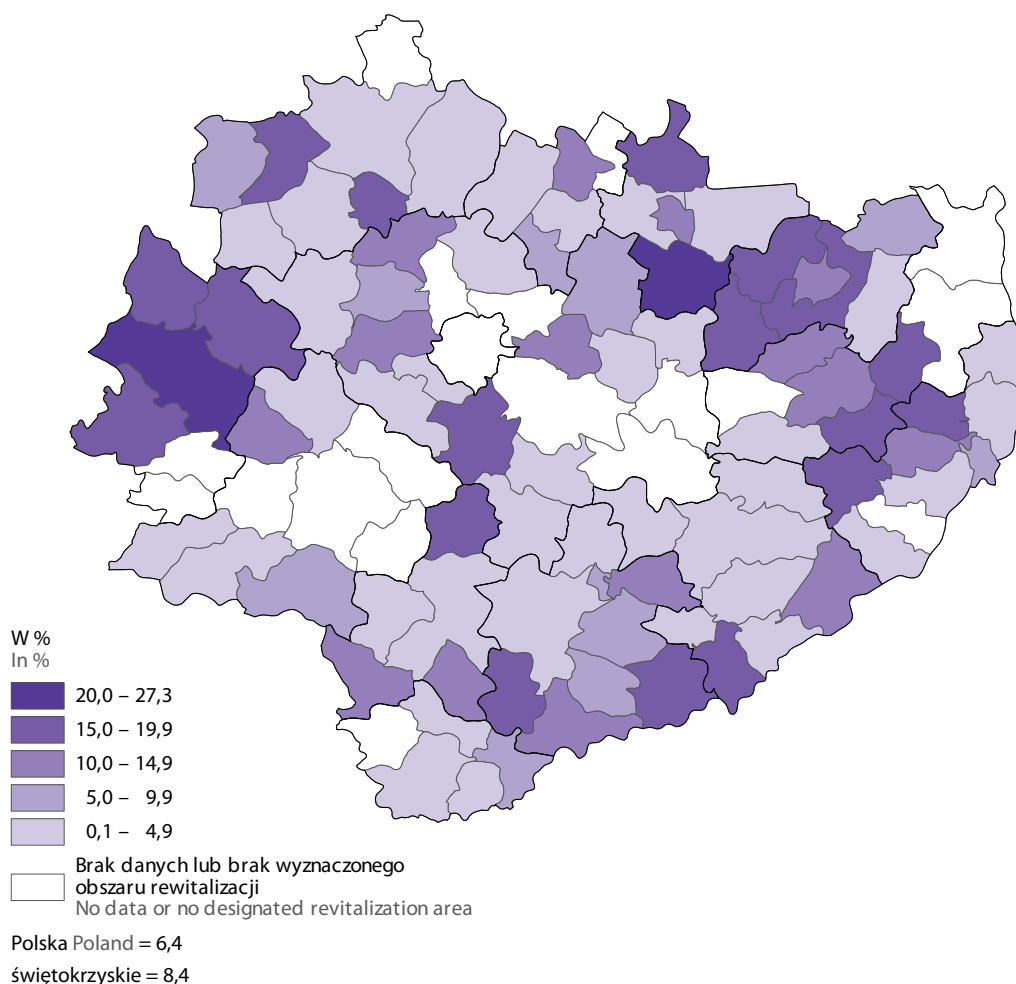 W %
In %
20,0 – 27,3
15,0 – 19,9
10,0 – 14,9
5,0 – 9,9
0,1 – 4,9
Brak danych lub brak wyznaczonego
obszaru rewitalizacji
No data or no designated revitalization area
Polska Poland = 6,4
świętokrzyskie = 8,4